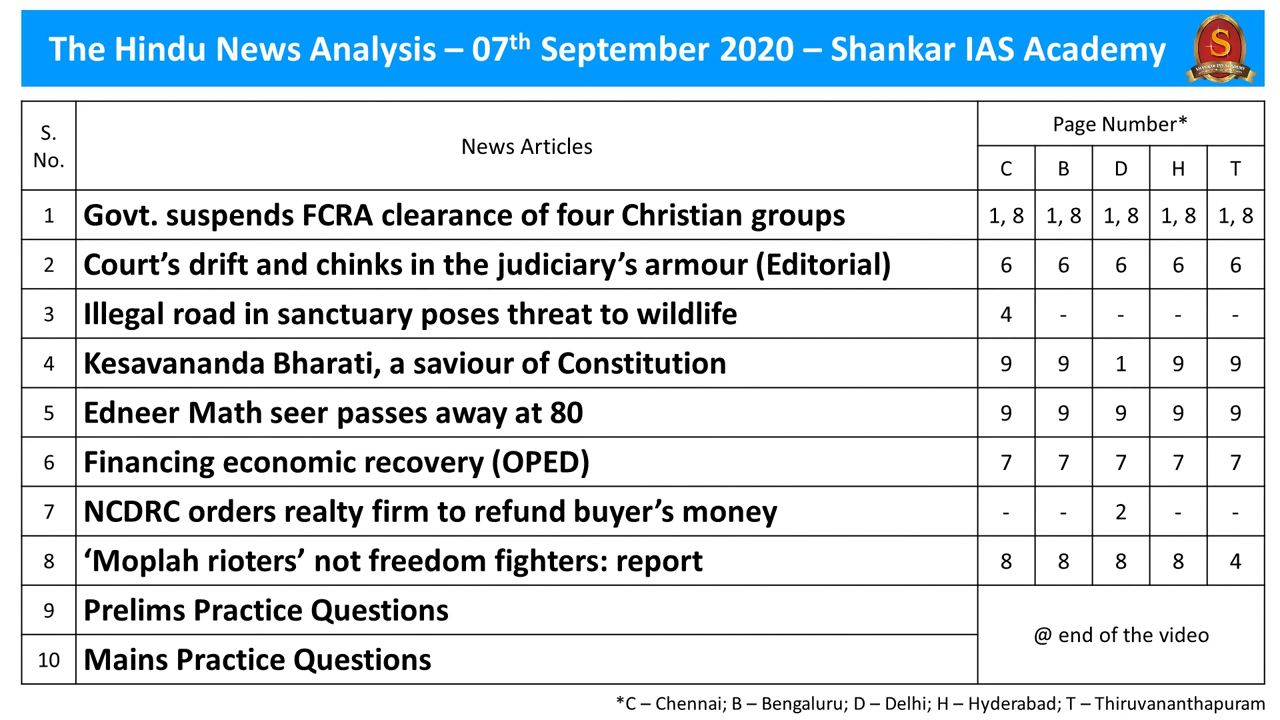 The Hindu News Analysis – 07th September 2020 – Shankar IAS Academy
S
S. No. News Articles Page Number*
C B D H T
1 Govt. suspends FCRA clearance of four Christian groups 1, 8 1, 8 1, 8 1, 8 1, 8
2 Court’s drift and chinks in the judiciary’s armour (Editorial) 6 6 6 6 6
3 Illegal road in sanctuary poses threat to wildlife 4 - - - -
4 Kesavananda Bharati, a saviour of Constitution 9 9 1 9 9
5 Edneer Math seer passes away at 80 9 9 9 9 9
6 Financing economic recovery (OPED) 7 7 7 7 7
7 NCDRC orders realty firm to refund buyer’s money - - 2 - -
8 ‘Moplah rioters’ not freedom fighters: report 8 8 8 8 4
9 Prelims Practice Questions
@ end of the video
10 Mains Practice Questions
*C – Chennai; B – Bengaluru; D – Delhi; H – Hyderabad; T – Thiruvananthapuram